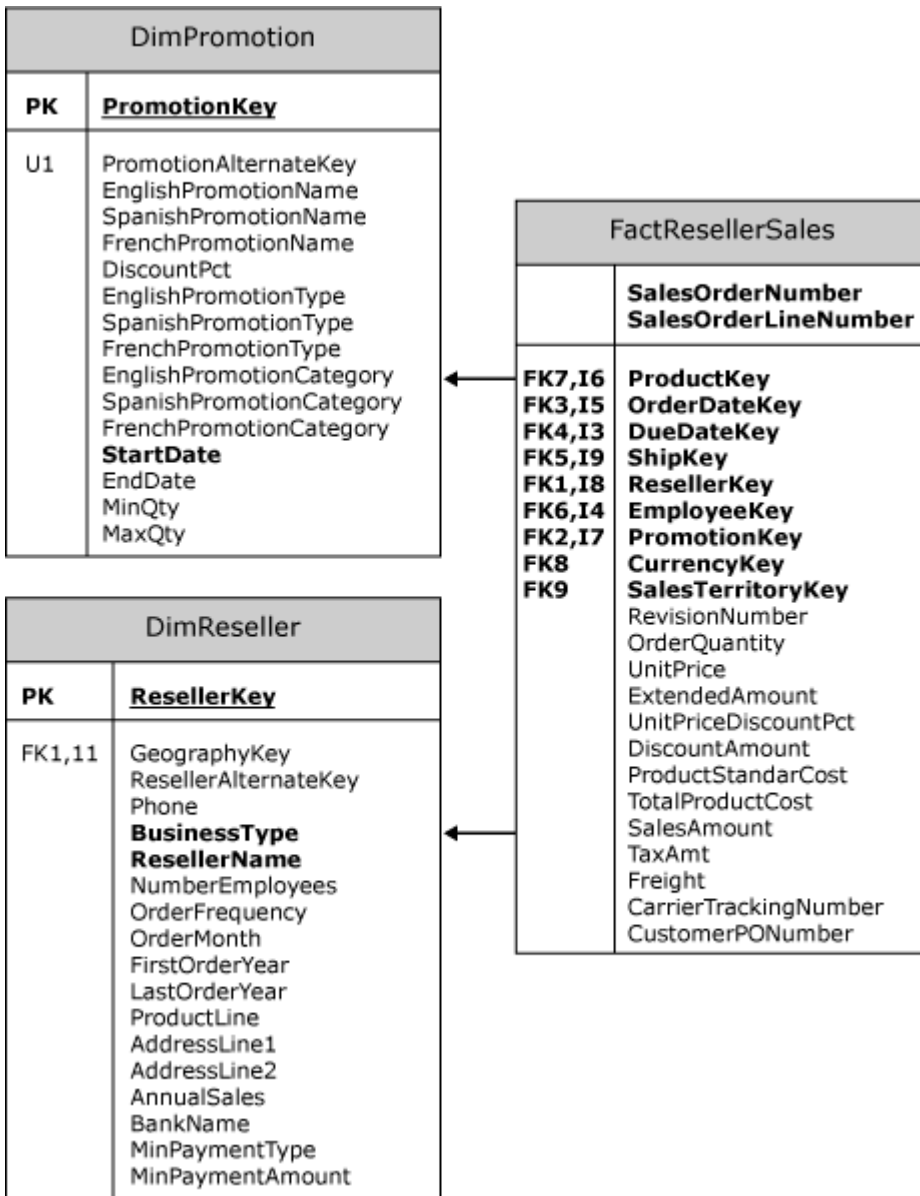 DimPromotion
PK PromotionKey
U1 PromotionAlternateKey
EnglishPromotionName
SpanishPromotionName
FrenchPromotionName
DiscountPct
EnglishPromotionType
SpanishPromotionType
FrenchPromotionType
EnglishPromotionCategory
SpanishPromotionCategory
FrenchPromotionCategory
StartDate
EndDate
MinQty
MaxQty
DimReseller
PK ResellerKey
FK1,11 GeographyKey
ResellerAlternateKey
Phone
BusinessType
ResellerName
NumberEmployees
OrderFrequency
OrderMonth
FirstOrderYear
LastOrderYear
ProductLine
AddressLine1
AddressLine2
AnnualSales
BankName
MinPaymentType
MinPaymentAmount
FactResellerSales
SalesOrderNumber
SalesOrderLineNumber
FK7,I6 ProductKey
FK3,I5 OrderDateKey
FK4,I3 DueDateKey
FK5,I9 ShipKey
FK1,I8 ResellerKey
FK6,I4 EmployeeKey
FK2,I7 PromotionKey
FK8 CurrencyKey
FK9 SalesTerritoryKey
RevisionNumber
OrderQuantity
UnitPrice
ExtendedAmount
UnitPriceDiscountPct
DiscountAmount
ProductStandarCost
TotalProductCost
SalesAmount
TaxAmt
Freight
CarrierTrackingNumber
CustomerPONumber